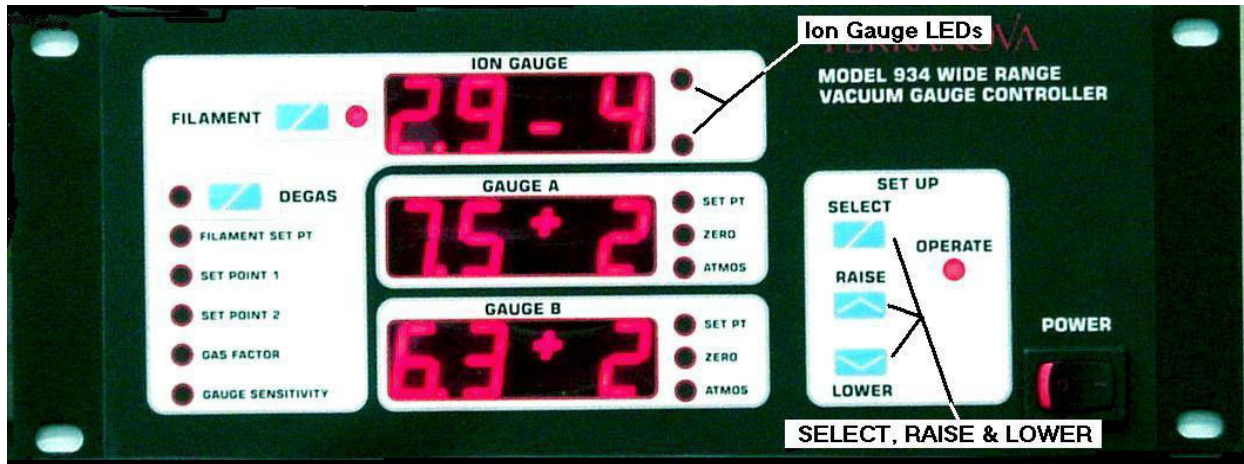 Ion Gauge LEDs
TERRANOVA
MODEL 934 WIDE RANGE
VACUUM GAUGE CONTROLLER
ION GAUGE
2.9 - 4
FILAMENT
DEGAS
FILAMENT SET PT
SET POINT 1
SET POINT 2
GAS FACTOR
GAUGE SENSITIVITY
GAUGE A
7.5 + 2
SET PT
ZERO
ATMOS
GAUGE B
6.3 + 2
SET PT
ZERO
ATMOS
SET UP
SELECT
OPERATE
RAISE
LOWER
POWER
SELECT, RAISE & LOWER